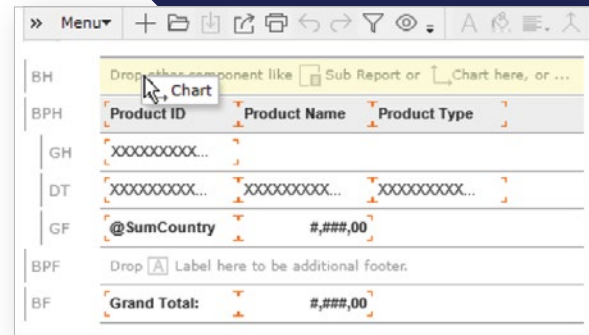 » Menu▾ A
BH Drop other component like Sub Report or Chart here, or ...
Chart
BPH Product ID Product Name Product Type
GH XXXXXXXXX...
DT XXXXXXXXX... XXXXXXXXX... XXXXXXXXX...
GF @SumCountry #,###,00
BPF Drop A Label here to be additional footer.
BF Grand Total: #,###,00